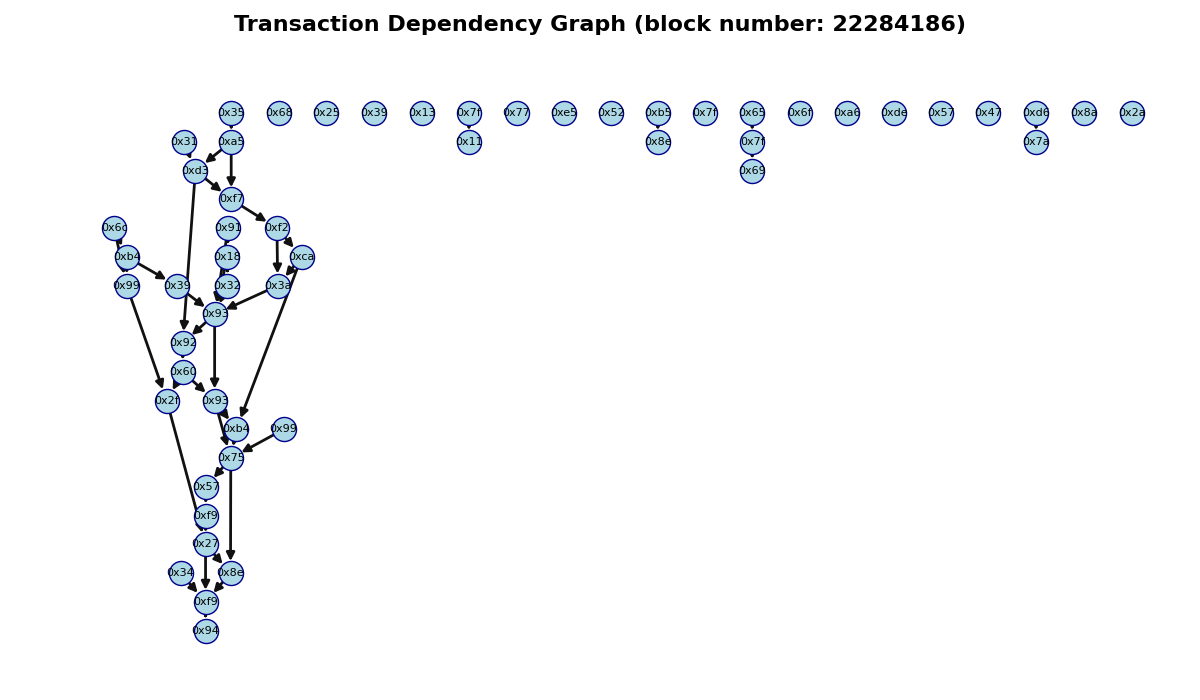 Transaction Dependency Graph (block number: 22284186)
0x35 0x68 0x25 0x39 0x13 0x7f 0x77 0xe5 0x52 0xb5 0x7f 0x65 0x6f 0xa6 0xde 0x57 0x47 0xd6 0x8a 0x2a
0x31 0xa5 0x11 0x8e 0x7f 0x7a
0xd3 0x69
0xf7
0x6c 0x91 0xf2
0xb4 0x18 0xca
0x99 0x39 0x32 0x3a
0x93
0x92
0x60
0x2f 0x93
0xb4 0x99
0x75
0x57
0xf9
0x27
0x34 0x8e
0xf9
0x94